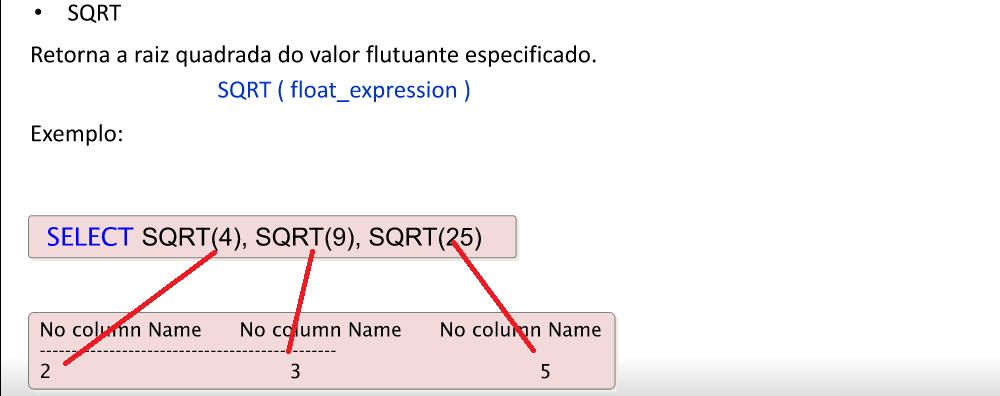 • SQRT
Retorna a raiz quadrada do valor flutuante especificado.
SQRT ( float_expression )
Exemplo:
SELECT SQRT(4), SQRT(9), SQRT(25)
No column Name No column Name No column Name
-----------------------------------------------------
2 3 5